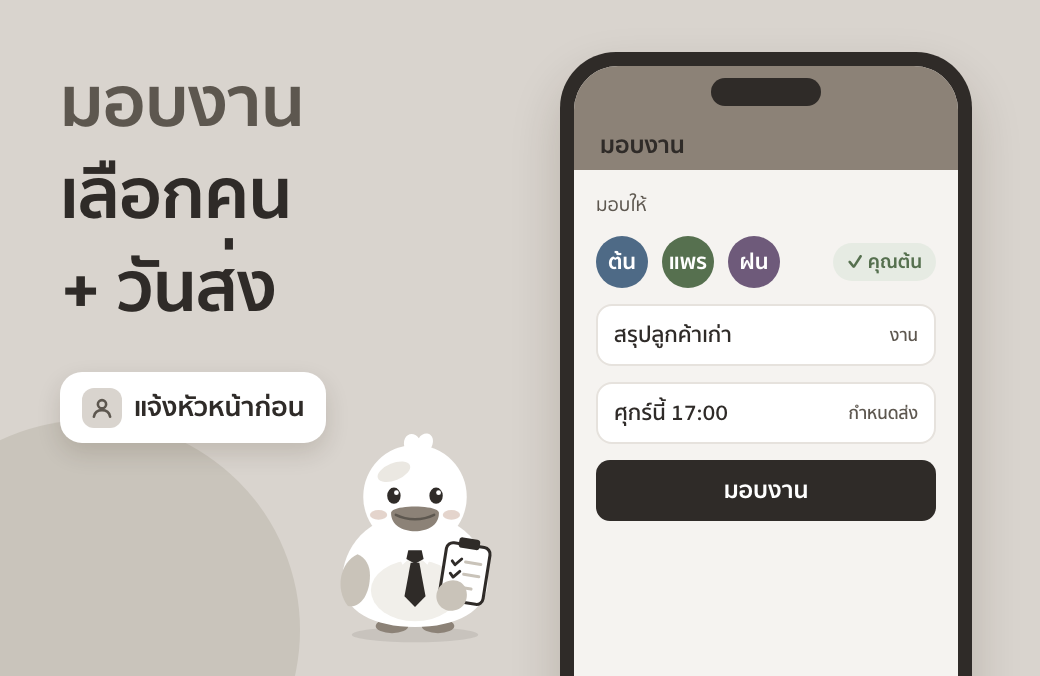 มอบงาน
เลือกคน
+ วันส่ง
แจ้งหัวหน้าก่อน
มอบงาน
มอบให้
ต้น
แพร
ฝน
คุณต้น
สรุปลูกค้าเก่า
งาน
ศุกร์นี้ 17:00
กำหนดส่ง
มอบงาน